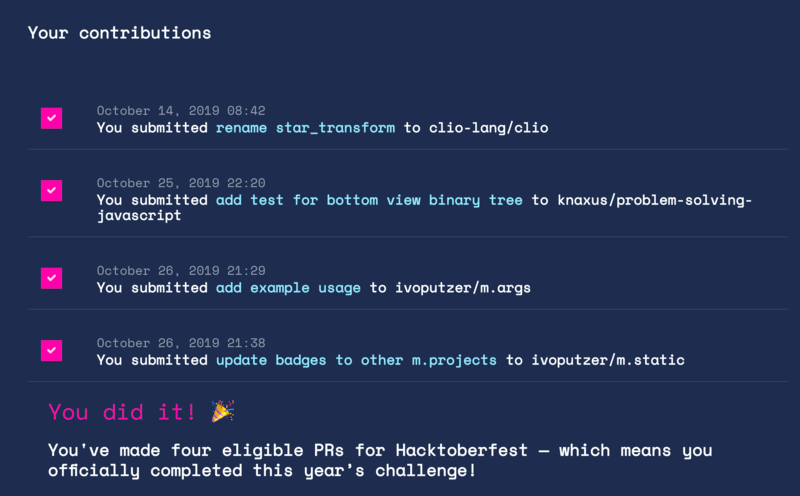 Your contributions
October 14, 2019 08:42
You submitted rename star_transform to clio-lang/clio
October 25, 2019 22:20
You submitted add test for bottom view binary tree to knaxus/problem-solving-
javascript
October 26, 2019 21:29
You submitted add example usage to ivoputzer/m.args
October 26, 2019 21:38
You submitted update badges to other m.projects to ivoputzer/m.static
You did it! 🎉
You've made four eligible PRs for Hacktoberfest — which means you
officially completed this year’s challenge!